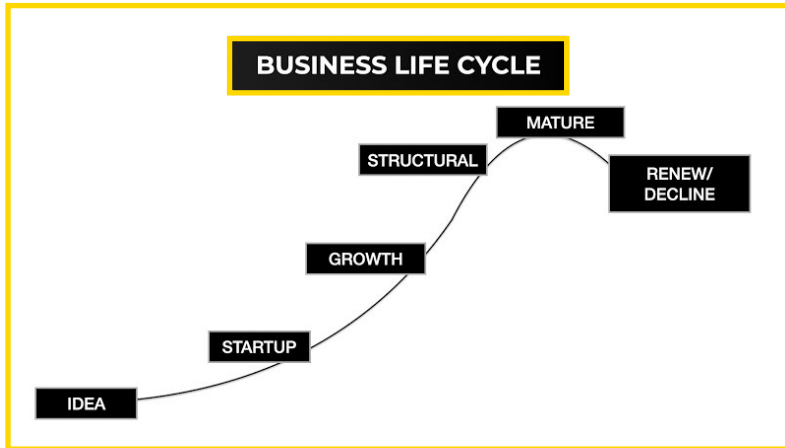 BUSINESS LIFE CYCLE
MATURE
STRUCTURAL
RENEW/
DECLINE
GROWTH
STARTUP
IDEA